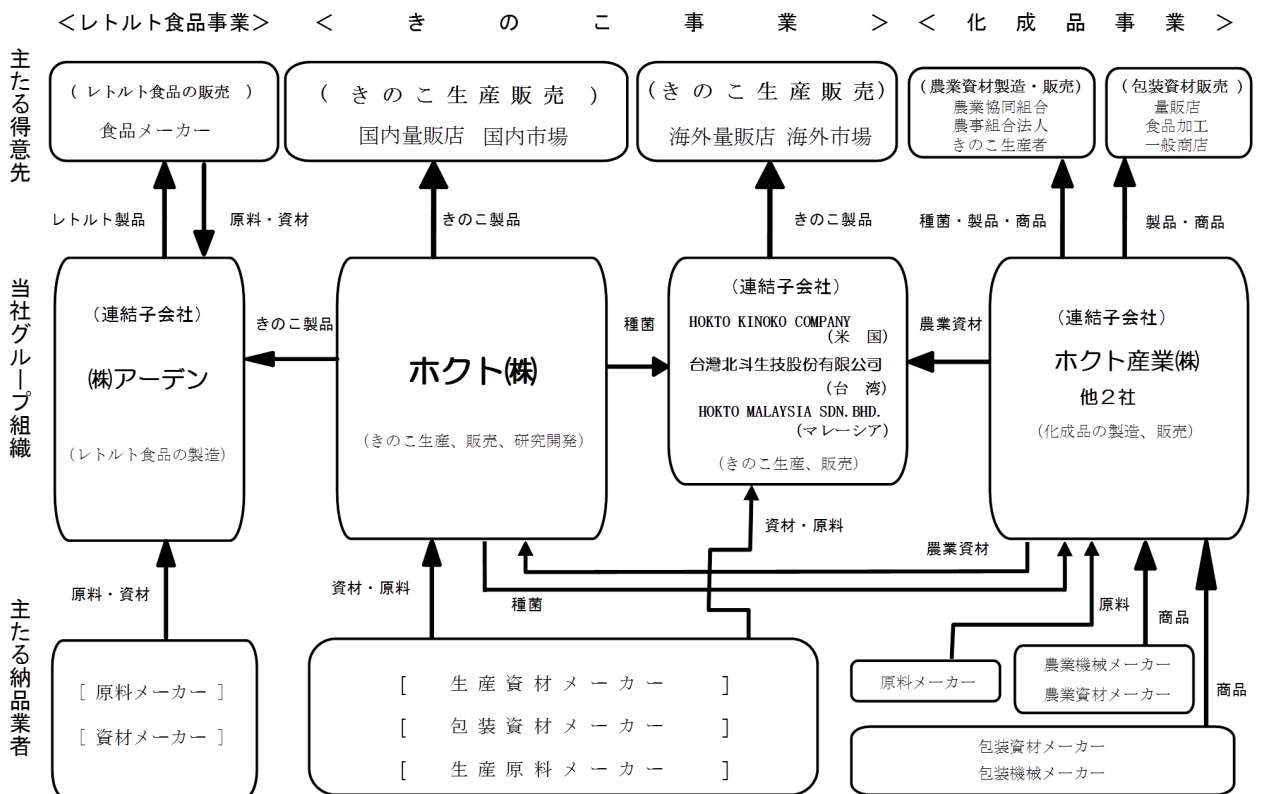 ＜レトルト食品事業＞
＜ きのこ事業 ＞
＜ 化成品事業 ＞
主たる得意先
（レトルト食品の販売）
食品メーカー
（きのこ生産販売）
国内量販店 国内市場
（きのこ生産販売）
海外量販店 海外市場
（農業資材製造・販売）
農業協同組合
農事組合法人
きのこ生産者
（包装資材販売）
量販店
食品加工
一般商店
レトルト製品
原料・資材
きのこ製品
きのこ製品
種菌・製品・商品
製品・商品
当社グループ組織
（連結子会社）
㈱アーデン
（レトルト食品の製造）
きのこ製品
ホクト㈱
（きのこ生産、販売、研究開発）
種菌
（連結子会社）
HOKTO KINOKO COMPANY
（米 国）
台灣北斗生技股份有限公司
（台 湾）
HOKTO MALAYSIA SDN.BHD.
（マレーシア）
（きのこ生産、販売）
農業資材
（連結子会社）
ホクト産業㈱
他２社
（化成品の製造、販売）
資材・原料
農業資材
原料・資材
資材・原料
種菌
原料
商品
商品
主たる納品業者
［ 原料メーカー ］
［ 資材メーカー ］
［ 生産資材メーカー ］
［ 包装資材メーカー ］
［ 生産原料メーカー ］
原料メーカー
農業機械メーカー
農業資材メーカー
包装資材メーカー
包装機械メーカー